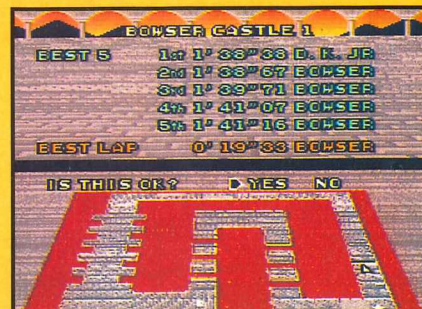 BOWSER CASTLE 1
BEST 5 1st 1'38"38 D.K.JR
2nd 1'38"67 BOWSER
3rd 1'39"71 BOWSER
4th 1'41"07 BOWSER
5th 1'41"16 BOWSER
BEST LAP 0'19"33 BOWSER
IS THIS OK? YES NO